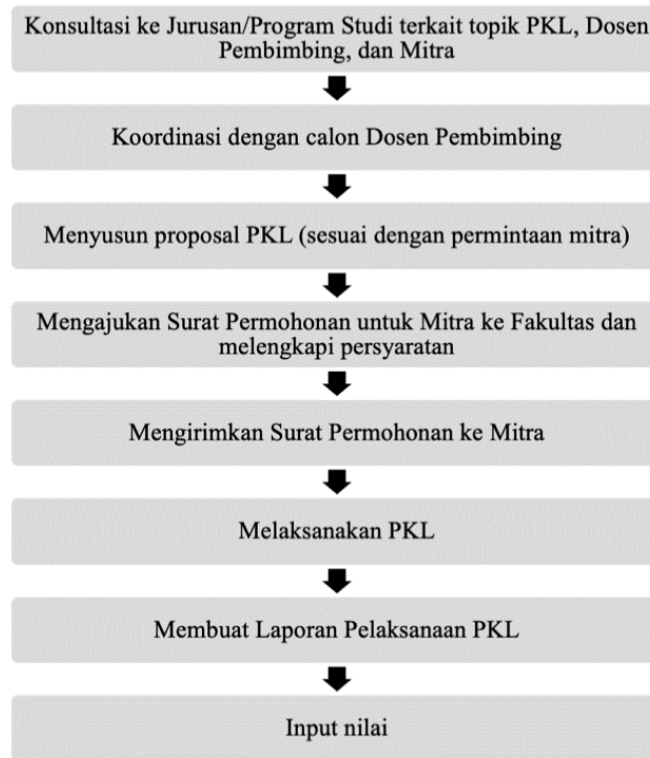 Konsultasi ke Jurusan/Program Studi terkait topik PKL, Dosen
Pembimbing, dan Mitra
Koordinasi dengan calon Dosen Pembimbing
Menyusun proposal PKL (sesuai dengan permintaan mitra)
Mengajukan Surat Permohonan untuk Mitra ke Fakultas dan
melengkapi persyaratan
Mengirimkan Surat Permohonan ke Mitra
Melaksanakan PKL
Membuat Laporan Pelaksanaan PKL
Input nilai